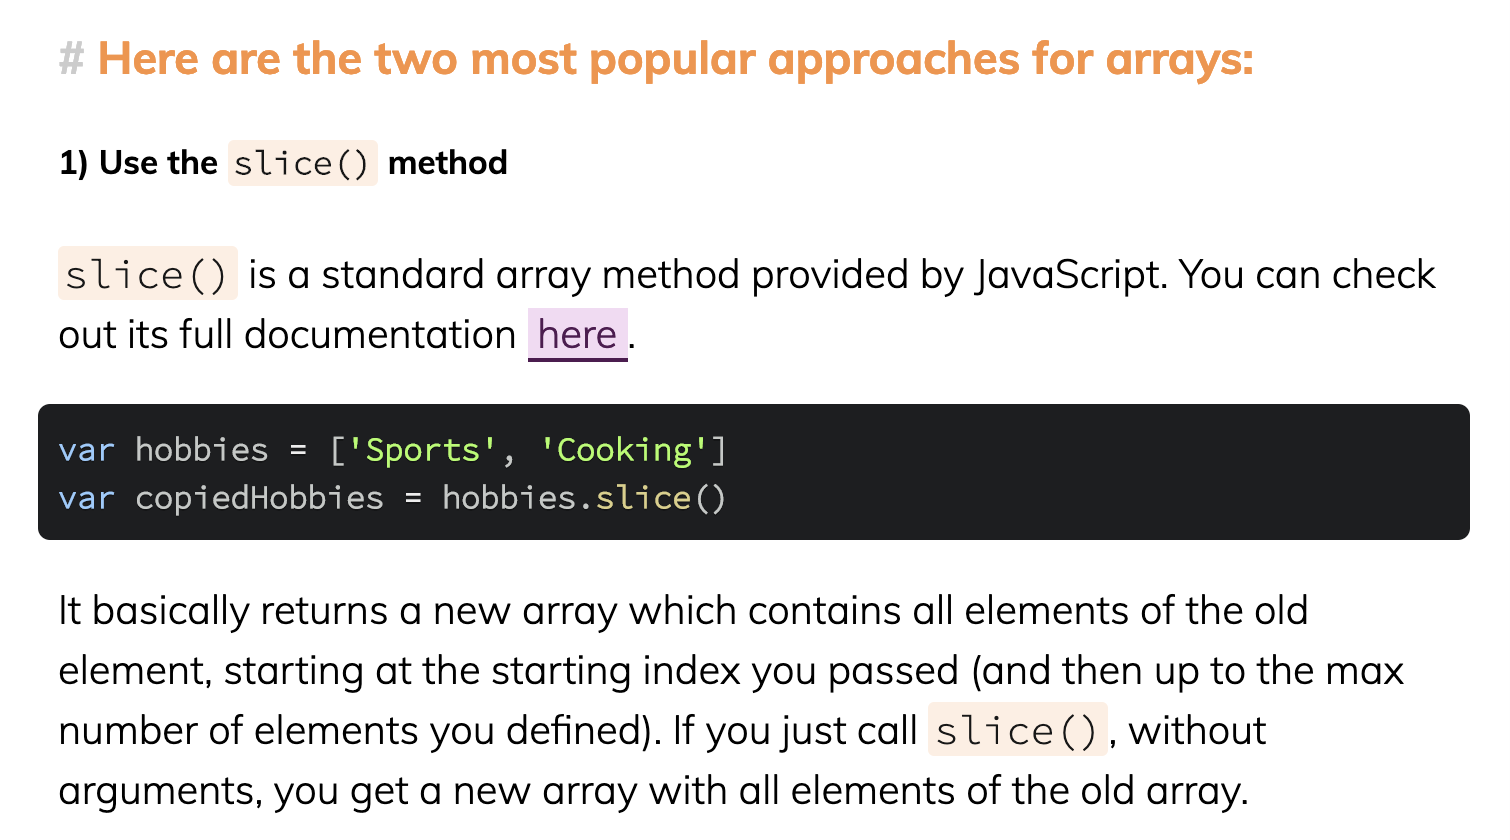 # Here are the two most popular approaches for arrays:
1) Use the slice() method
slice() is a standard array method provided by JavaScript. You can check
out its full documentation here.
var hobbies = ['Sports', 'Cooking']
var copiedHobbies = hobbies.slice()
It basically returns a new array which contains all elements of the old
element, starting at the starting index you passed (and then up to the max
number of elements you defined). If you just call slice(), without
arguments, you get a new array with all elements of the old array.